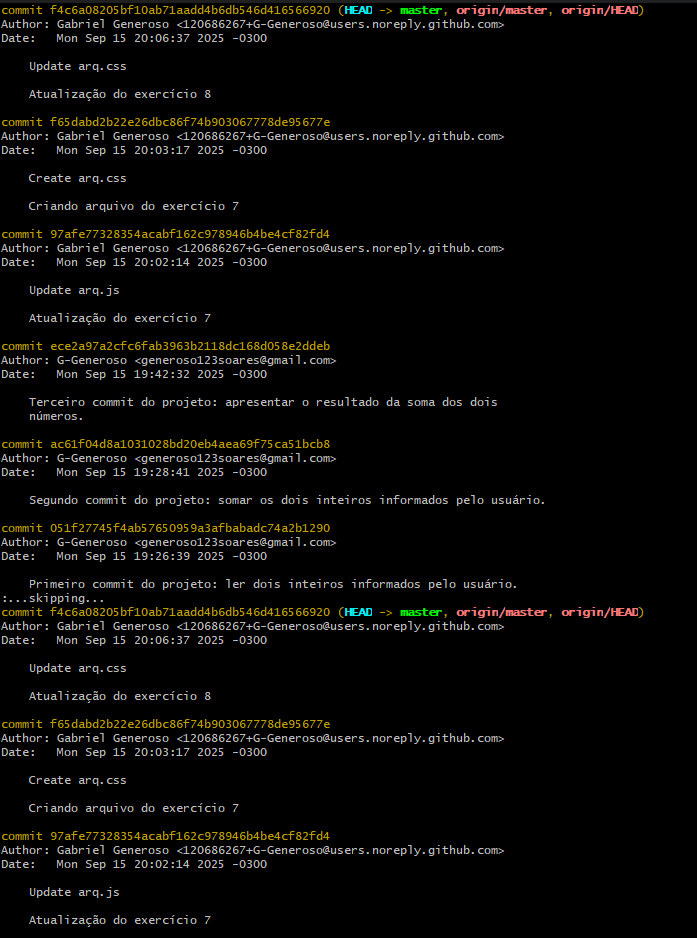 commit f4c6a08205bf10ab71aadd4b6db546d416566920 (HEAD -> master, origin/master, origin/HEAD)
Author: Gabriel Generoso <120686267+G-Generoso@users.noreply.github.com>
Date:   Mon Sep 15 20:06:37 2025 -0300

    Update arq.css

    Atualização do exercício 8

commit f65dabd2b22e26dbc86f74b903067778de95677e
Author: Gabriel Generoso <120686267+G-Generoso@users.noreply.github.com>
Date:   Mon Sep 15 20:03:17 2025 -0300

    Create arq.css

    Criando arquivo do exercício 7

commit 97afe77328354acabf162c978946b4be4cf82fd4
Author: Gabriel Generoso <120686267+G-Generoso@users.noreply.github.com>
Date:   Mon Sep 15 20:02:14 2025 -0300

    Update arq.js

    Atualização do exercício 7

commit ece2a97a2cfc6fab3963b2118dc168d058e2ddeb
Author: G-Generoso <generoso123soares@gmail.com>
Date:   Mon Sep 15 19:42:32 2025 -0300

    Terceiro commit do projeto: apresentar o resultado da soma dos dois
    números.

commit ac61f04d8a1031028bd20eb4aea69f75ca51bcb8
Author: G-Generoso <generoso123soares@gmail.com>
Date:   Mon Sep 15 19:28:41 2025 -0300

    Segundo commit do projeto: somar os dois inteiros informados pelo usuário.

commit 051f27745f4ab57650959a3afbabadc74a2b1290
Author: G-Generoso <generoso123soares@gmail.com>
Date:   Mon Sep 15 19:26:39 2025 -0300

    Primeiro commit do projeto: ler dois inteiros informados pelo usuário.
:...skipping...
commit f4c6a08205bf10ab71aadd4b6db546d416566920 (HEAD -> master, origin/master, origin/HEAD)
Author: Gabriel Generoso <120686267+G-Generoso@users.noreply.github.com>
Date:   Mon Sep 15 20:06:37 2025 -0300

    Update arq.css

    Atualização do exercício 8

commit f65dabd2b22e26dbc86f74b903067778de95677e
Author: Gabriel Generoso <120686267+G-Generoso@users.noreply.github.com>
Date:   Mon Sep 15 20:03:17 2025 -0300

    Create arq.css

    Criando arquivo do exercício 7

commit 97afe77328354acabf162c978946b4be4cf82fd4
Author: Gabriel Generoso <120686267+G-Generoso@users.noreply.github.com>
Date:   Mon Sep 15 20:02:14 2025 -0300

    Update arq.js

    Atualização do exercício 7